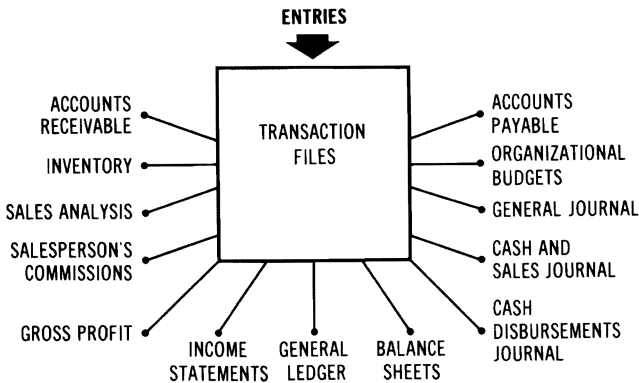 ENTRIES
TRANSACTION
FILES
ACCOUNTS
RECEIVABLE
INVENTORY
SALES ANALYSIS
SALESPERSON'S
COMMISSIONS
GROSS PROFIT
INCOME
STATEMENTS
GENERAL
LEDGER
BALANCE
SHEETS
ACCOUNTS
PAYABLE
ORGANIZATIONAL
BUDGETS
GENERAL JOURNAL
CASH AND
SALES JOURNAL
CASH
DISBURSEMENTS
JOURNAL